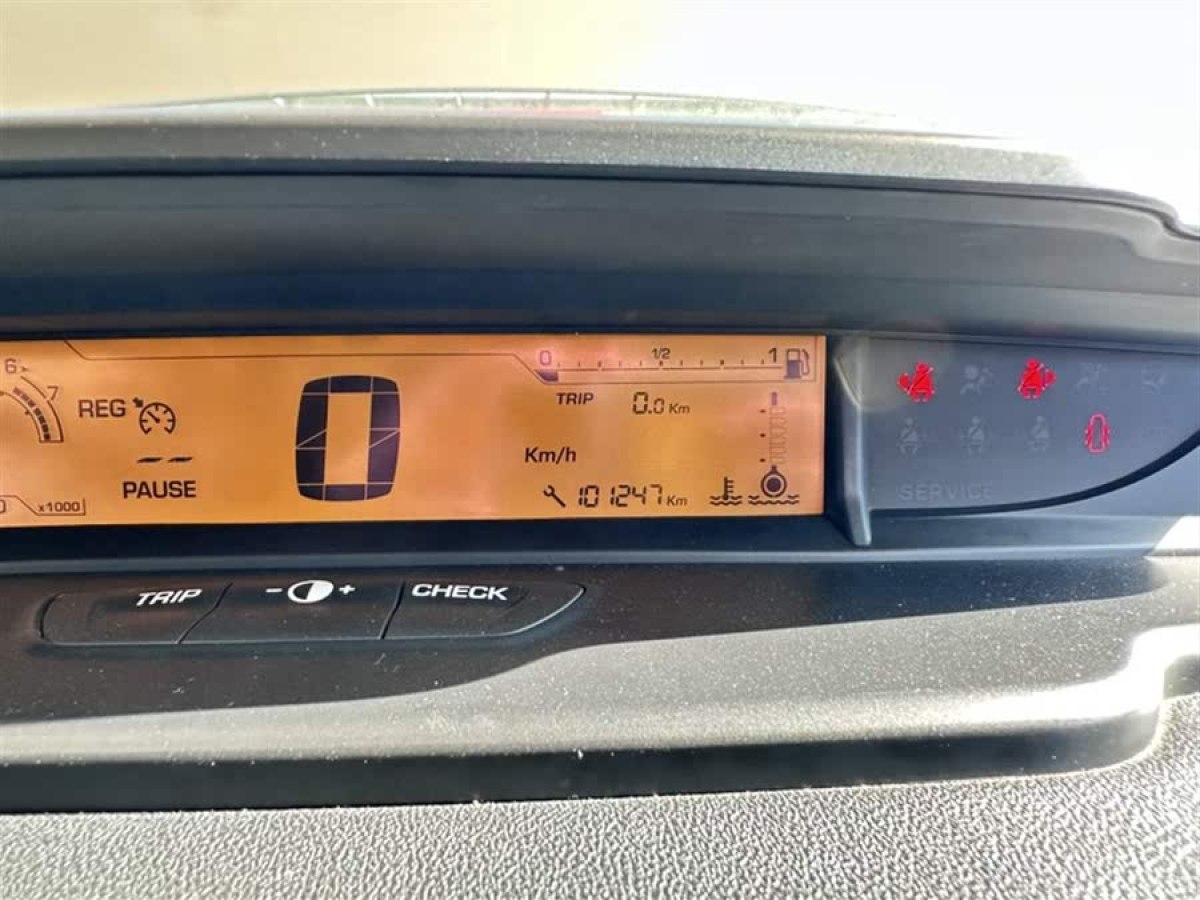 6 7
REG
-- --
PAUSE
0 x1000
0
0 1/2 1
TRIP 0.0 Km
Km/h
101247 Km
SERVICE
TRIP - + CHECK